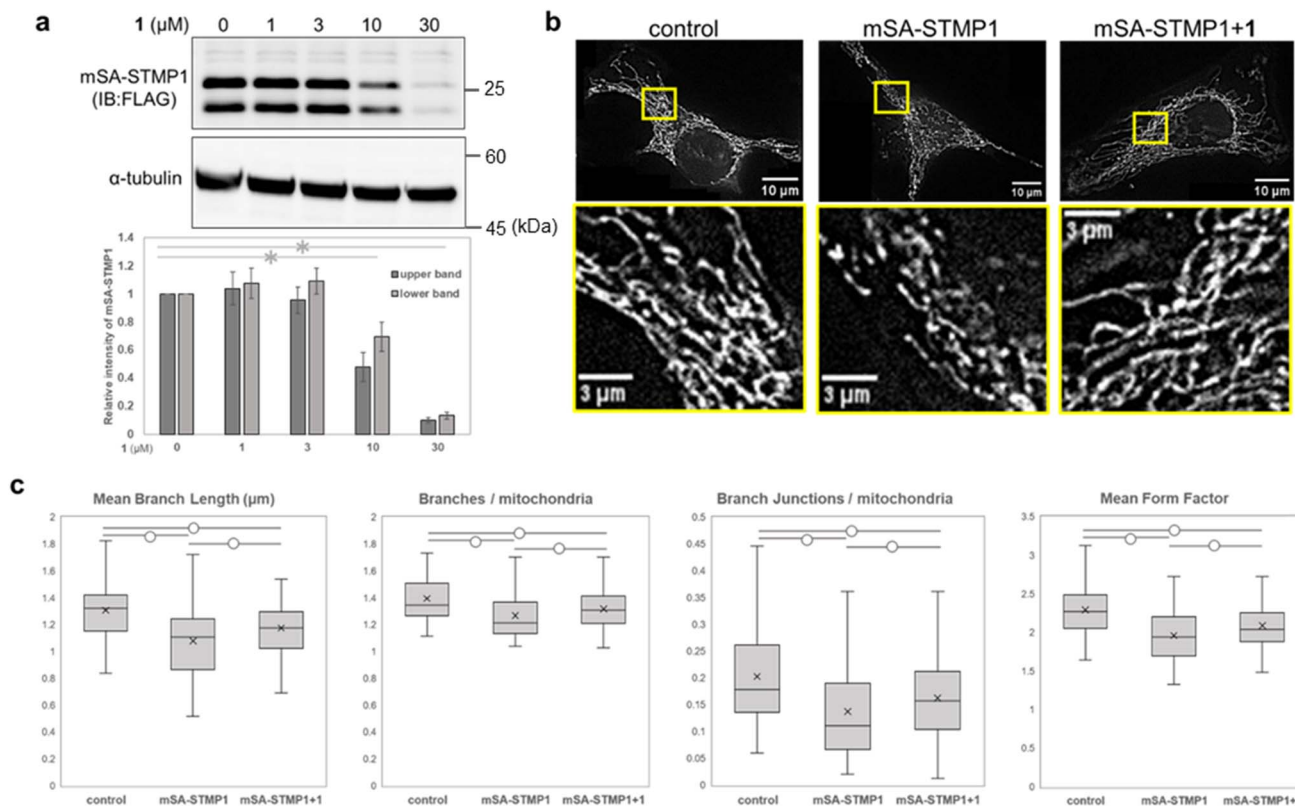 a
1 (μM) 0 1 3 10 30
mSA-STMP1
(IB:FLAG)
25
60
α-tubulin
45 (kDa)
1.4
1.2
1
0.8
0.6
0.4
0.2
0
Relative intensity of mSA-STMP1
upper band
lower band
1 (μM) 0 1 3 10 30
b
control mSA-STMP1 mSA-STMP1+1
10 μm 10 μm 10 μm
3 μm 3 μm 3 μm
c
Mean Branch Length (μm)
2
1.8
1.6
1.4
1.2
1
0.8
0.6
0.4
0.2
0
control mSA-STMP1 mSA-STMP1+1
Branches / mitochondria
2
1.8
1.6
1.4
1.2
1
0.8
0.6
0.4
0.2
0
control mSA-STMP1 mSA-STMP1+1
Branch Junctions / mitochondria
0.5
0.45
0.4
0.35
0.3
0.25
0.2
0.15
0.1
0.05
0
control mSA-STMP1 mSA-STMP1+1
Mean Form Factor
3.5
3
2.5
2
1.5
1
0.5
0
control mSA-STMP1 mSA-STMP1+